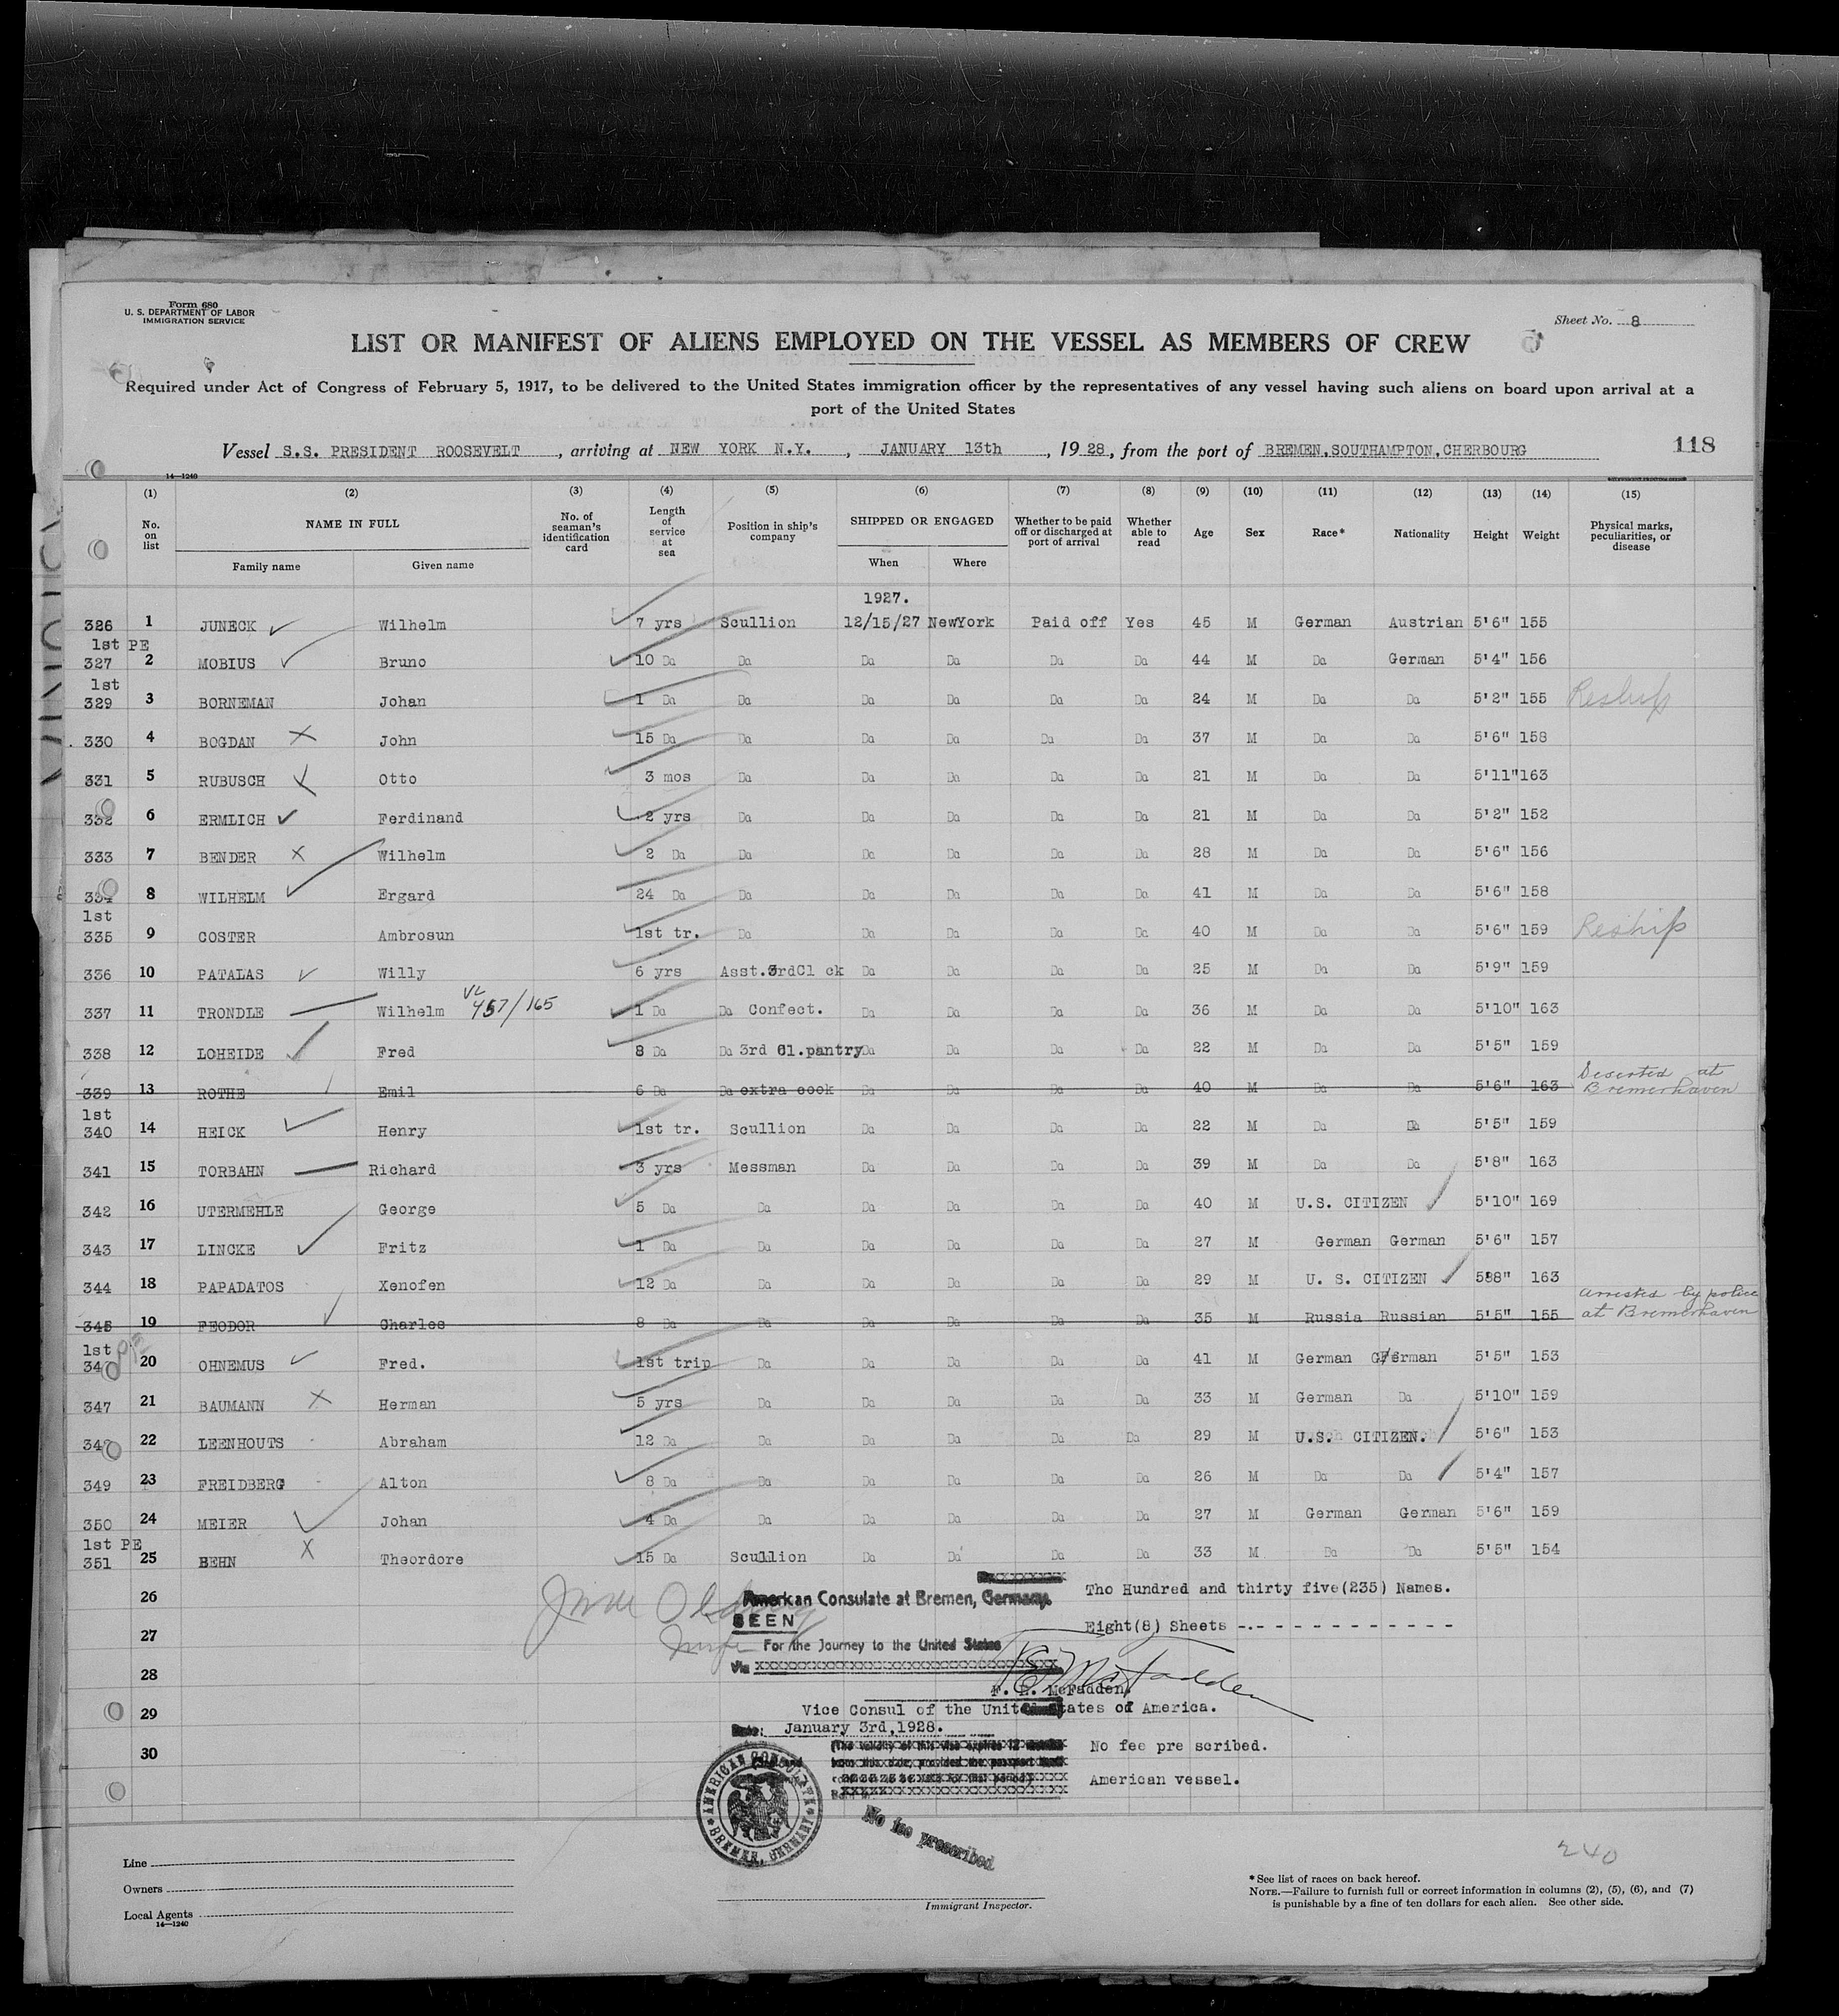 Form 680
U. S. DEPARTMENT OF LABOR
IMMIGRATION SERVICE
Sheet No. 8
LIST OR MANIFEST OF ALIENS EMPLOYED ON THE VESSEL AS MEMBERS OF CREW
Required under Act of Congress of February 5, 1917, to be delivered to the United States immigration officer by the representatives of any vessel having such aliens on board upon arrival at a
port of the United States
Vessel S.S. PRESIDENT ROOSEVELT, arriving at NEW YORK N.Y., JANUARY 13th, 1928, from the port of BREMEN,SOUTHAMPTON,CHERBOURG
118
14—1240
(1) (2) (3) (4) (5) (6) (7) (8) (9) (10) (11) (12) (13) (14) (15)
No. on list NAME IN FULL No. of seaman's identification card Length of service at sea Position in ship's company SHIPPED OR ENGAGED Whether to be paid off or discharged at port of arrival Whether able to read Age Sex Race* Nationality Height Weight Physical marks, peculiarities, or disease
Family name Given name When Where
1927.
326 1 JUNECK Wilhelm 7 yrs Scullion 12/15/27 NewYork Paid off Yes 45 M German Austrian 5'6" 155
1st PE
327 2 MOBIUS Bruno 10 Do Do Do Do Do Do 44 M Do German 5'4" 156
1st
329 3 BORNEMAN Johan 1 Do Do Do Do Do Do 24 M Do Do 5'2" 155 Reship
330 4 BOGDAN John 15 Do Do Do Do Do Do 37 M Do Do 5'6" 158
331 5 RUBUSCH Otto 3 mos Do Do Do Do Do 21 M Do Do 5'11" 163
332 6 ERMLICH Ferdinand 2 yrs Do Do Do Do Do 21 M Do Do 5'2" 152
333 7 BENDER Wilhelm 2 Do Do Do Do Do Do 28 M Do Do 5'6" 156
334 8 WILHELM Ergard 24 Do Do Do Do Do Do 41 M Do Do 5'6" 158
1st
335 9 COSTER Ambrosun 1st tr. Do Do Do Do Do 40 M Do Do 5'6" 159 Reship
336 10 PATALAS Willy 6 yrs Asst.3rdCl ck Do Do Do Do 25 M Do Do 5'9" 159
337 11 TRONDLE Wilhelm 457/165 1 Do Do Confect. Do Do Do Do 36 M Do Do 5'10" 163
338 12 LOHEIDE Fred 8 Do Do 3rd Cl.pantry Do Do Do Do 22 M Do Do 5'5" 159
339 13 ROTHE Emil 6 Do Do extra cook Do Do Do Do 40 M Do Do 5'6" 163 Deserted at Bremerhaven
1st
340 14 HEICK Henry 1st tr. Scullion Do Do Do Do 22 M Do Do 5'5" 159
341 15 TORBAHN Richard 3 yrs Messman Do Do Do Do 39 M Do Do 5'8" 163
342 16 UTERMEHLE George 5 Do Do Do Do Do Do 40 M U.S. CITIZEN 5'10" 169
343 17 LINCKE Fritz 1 Do Do Do Do Do Do 27 M German German 5'6" 157
344 18 PAPADATOS Xenofen 12 Do Do Do Do Do Do 29 M U. S. CITIZEN 588" 163
345 19 FEODOR Charles 8 Do Do Do Do Do Do 35 M Russia Russian 5'5" 155 arrested by police at Bremerhaven
1st
346 20 OHNEMUS Fred. 1st trip Do Do Do Do Do 41 M German German 5'5" 153
347 21 BAUMANN Herman 5 yrs Do Do Do Do Do 33 M German Do 5'10" 159
348 22 LEENHOUTS Abraham 12 Do Do Do Do Do Do 29 M U.S. CITIZEN. 5'6" 153
349 23 FREIDBERG Alton 8 Do Do Do Do Do Do 26 M Do Do 5'4" 157
350 24 MEIER Johan 4 Do Do Do Do Do Do 27 M German German 5'6" 159
1st PE
351 25 BEHN Theordore 15 Do Scullion Do Do Do Do 33 M Do Do 5'5" 154
26
27
28
29
30
American Consulate at Bremen, Germany.
SEEN
For the Journey to the United States
Via
Tho Hundred and thirty five(235) Names.
Eight(8) Sheets
McFadden.
Vice Consul of the United States of America.
Date: January 3rd,1928.
No fee pre scribed.
American vessel.
AMERICAN CONSULATE BREMEN, GERMANY
No fee prescribed
240
Line
Owners
Local Agents
14—1240
Immigrant Inspector.
*See list of races on back hereof.
NOTE.—Failure to furnish full or correct information in columns (2), (5), (6), and (7)
is punishable by a fine of ten dollars for each alien. See other side.